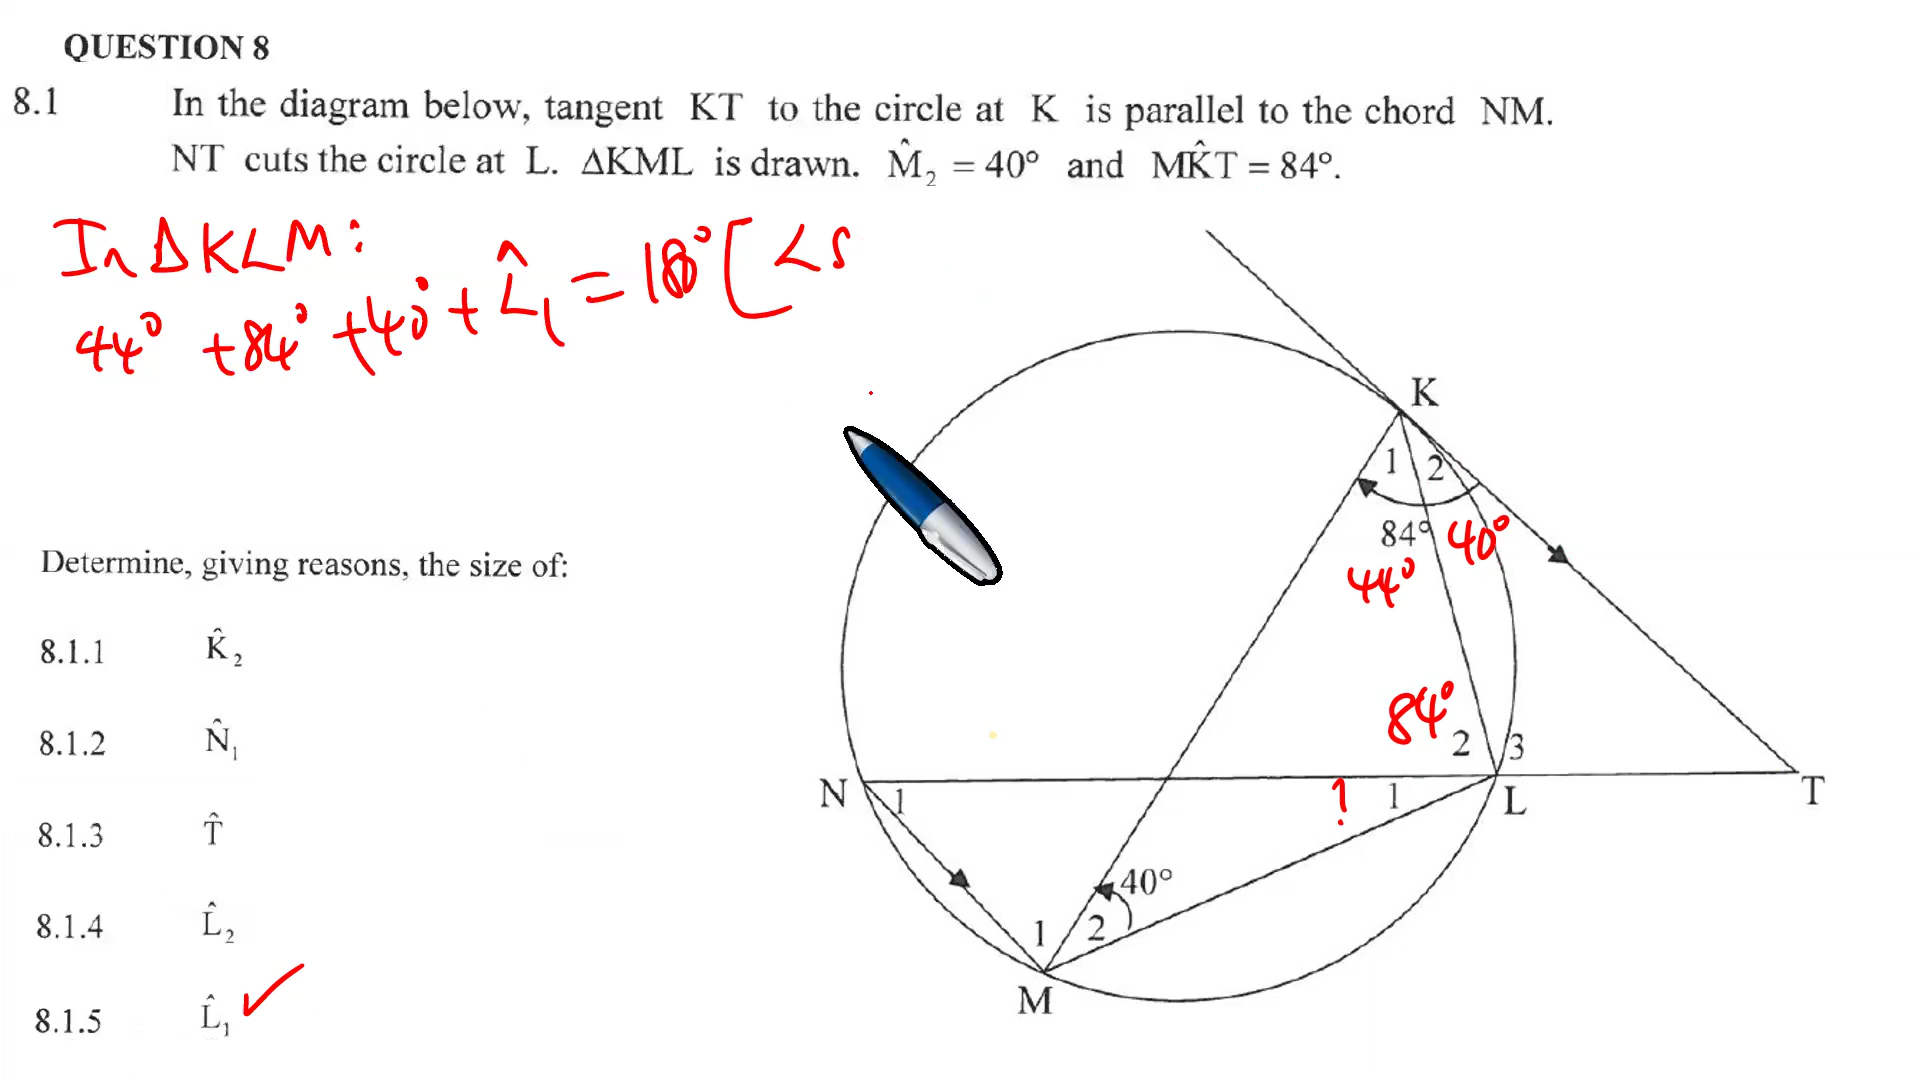 QUESTION 8
8.1 In the diagram below, tangent KT to the circle at K is parallel to the chord NM.
NT cuts the circle at L. ΔKML is drawn. M̂₂ = 40° and MK̂T = 84°.
In ΔKLM:
44° + 84° + 40° + L̂₁ = 180° [∠s
Determine, giving reasons, the size of:
8.1.1 K̂₂
8.1.2 N̂₁
8.1.3 T̂
8.1.4 L̂₂
8.1.5 L̂₁ ✓
K
1 2
84° 40°
44°
84°
2 3
N 1 ? 1 L T
40°
1 2
M